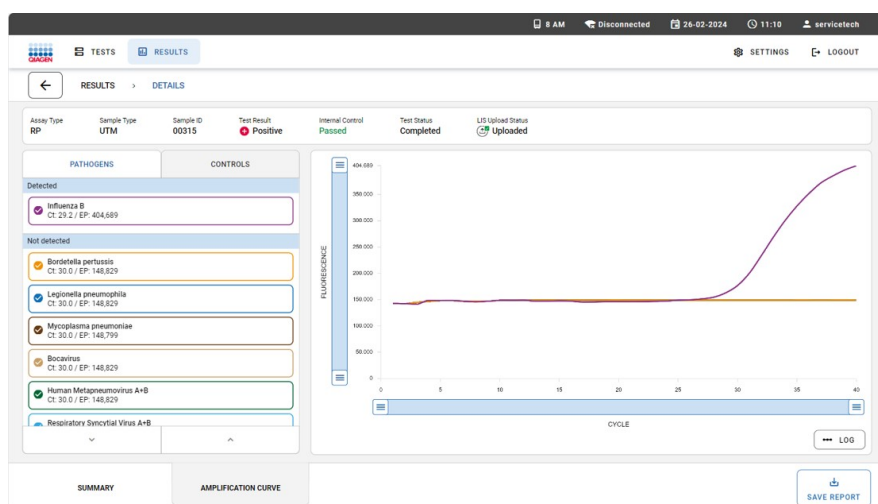 8 AM Disconnected 26-02-2024 11:10 servicetech
QIAGEN TESTS RESULTS SETTINGS LOGOUT
RESULTS > DETAILS
Assay Type Sample Type Sample ID Test Result Internal Control Test Status LIS Upload Status
RP UTM 00315 Positive Passed Completed Uploaded
PATHOGENS CONTROLS
Detected
Influenza B
Ct: 29.2 / EP: 404,689
Not detected
Bordetella pertussis
Ct: 30.0 / EP: 148,829
Legionella pneumophila
Ct: 30.0 / EP: 148,829
Mycoplasma pneumoniae
Ct: 30.0 / EP: 148,799
Bocavirus
Ct: 30.0 / EP: 148,829
Human Metapneumovirus A+B
Ct: 30.0 / EP: 148,829
Respiratory Syncytial Virus A+B
FLUORESCENCE
404.689
350.000
300.000
250.000
200.000
150.000
100.000
50.000
0
0 5 10 15 20 25 30 35 40
CYCLE
LOG
SUMMARY AMPLIFICATION CURVE SAVE REPORT